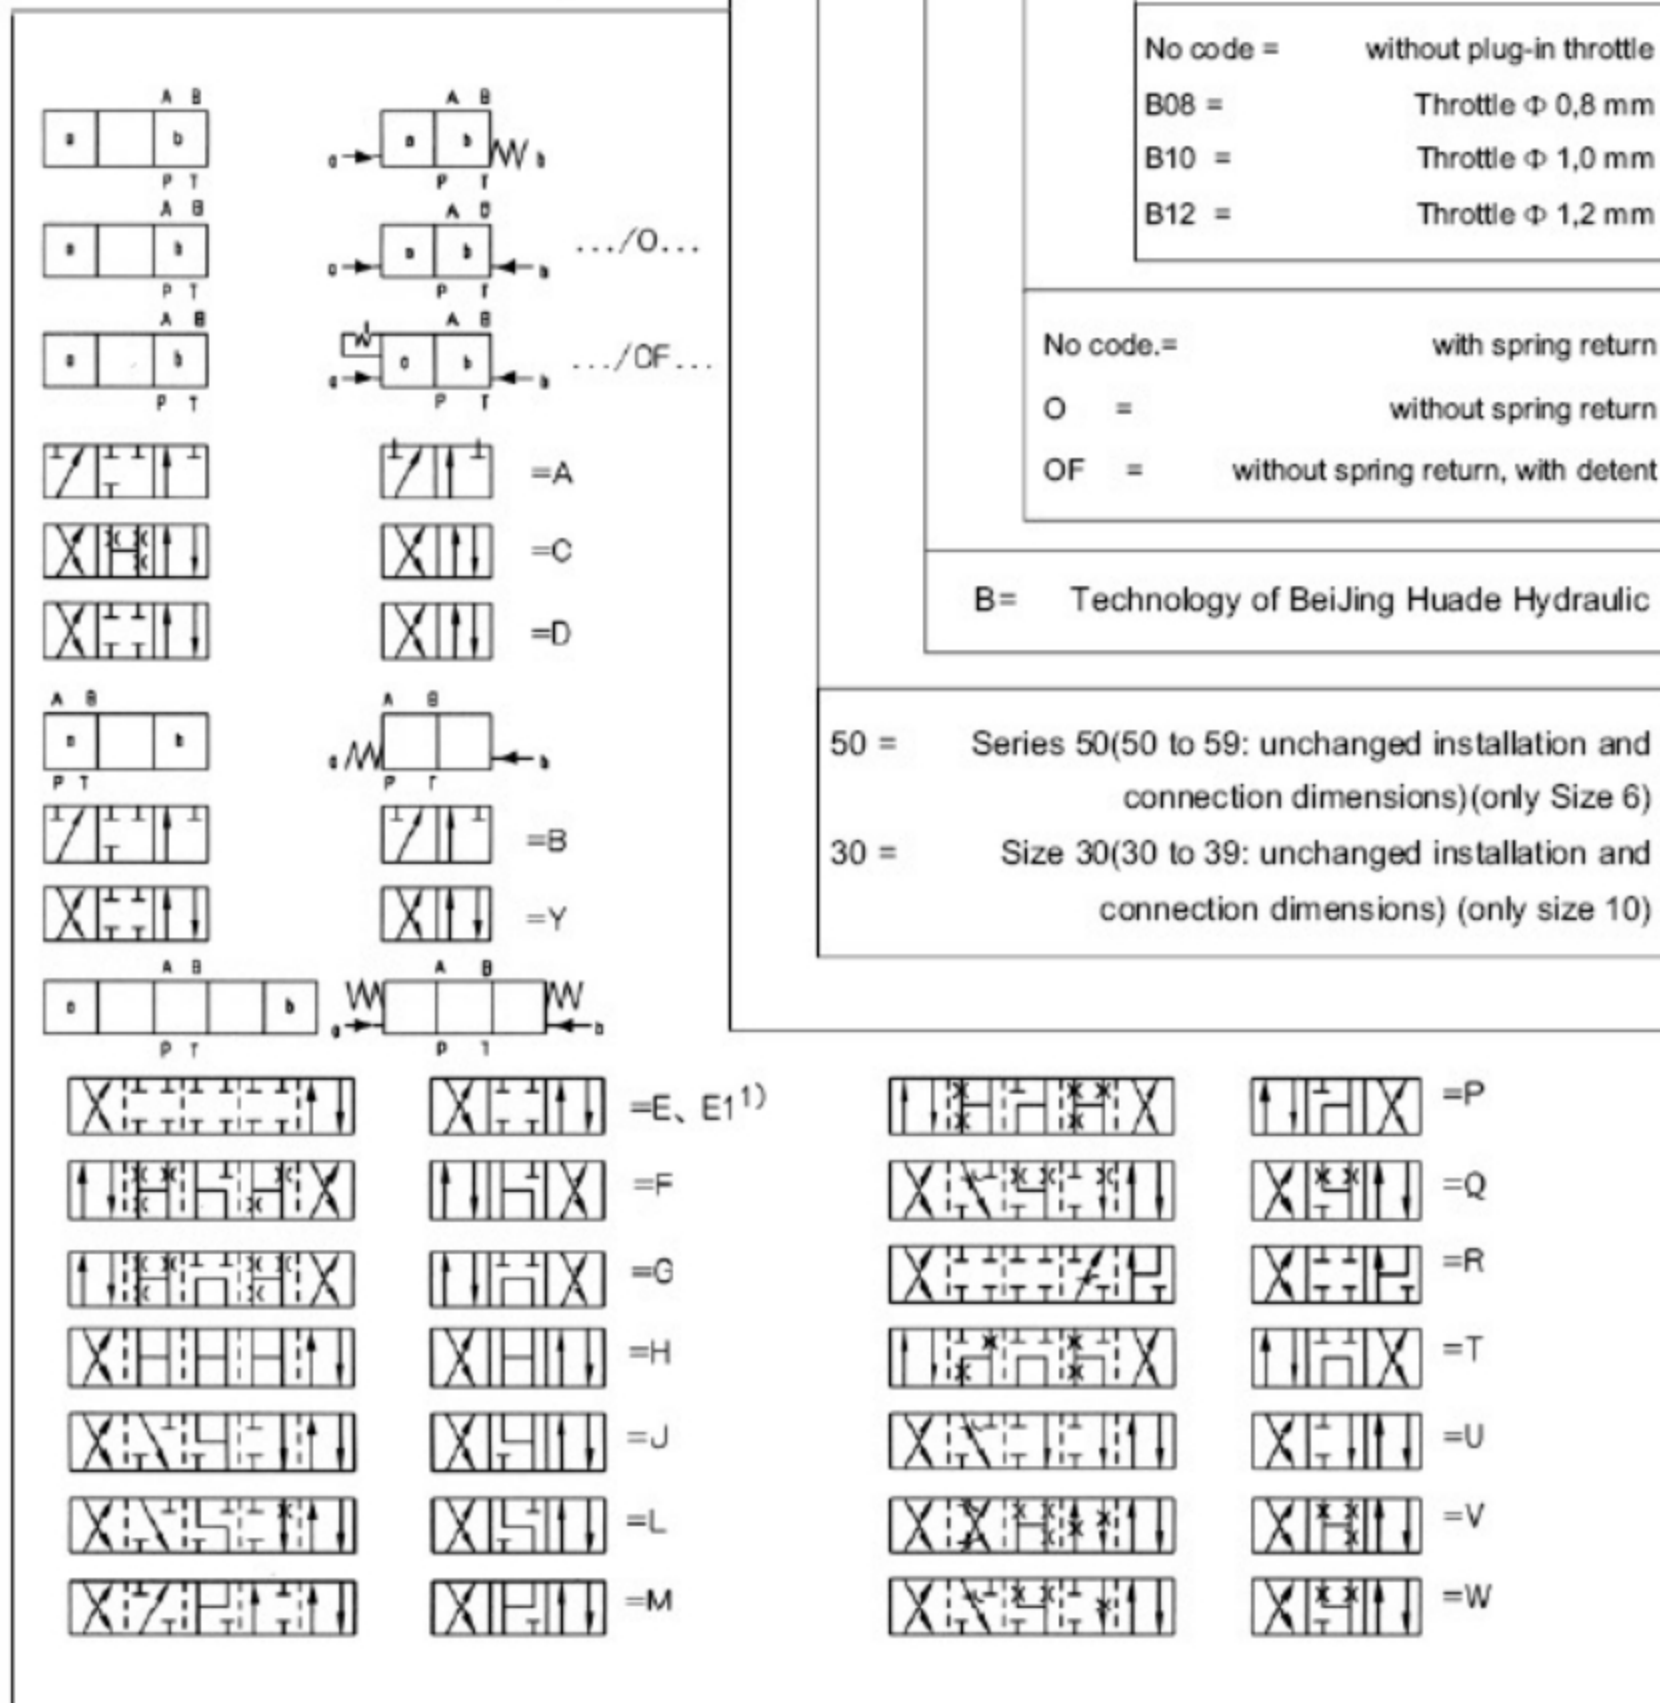 No code = without plug-in throttle
B08 = Throttle Φ 0,8 mm
B10 = Throttle Φ 1,0 mm
B12 = Throttle Φ 1,2 mm
No code.= with spring return
O = without spring return
OF = without spring return, with detent
B= Technology of BeiJing Huade Hydraulic
50 = Series 50(50 to 59: unchanged installation and
connection dimensions)(only Size 6)
30 = Size 30(30 to 39: unchanged installation and
connection dimensions) (only size 10)
A B A B
a b a b
a b
P T P T
A B A
a b a b
.../O...
a b
P T P T
A B A B
a b b
.../OF...
a b
P T P T
=A
=C
=D
A B A B
a b a b
P T P T
=B
=Y
A B A B
a b a b
P T P
=E、E1 1)
=F
=G
=H
=J
=L
=M
=P
=Q
=R
=T
=U
=V
=W